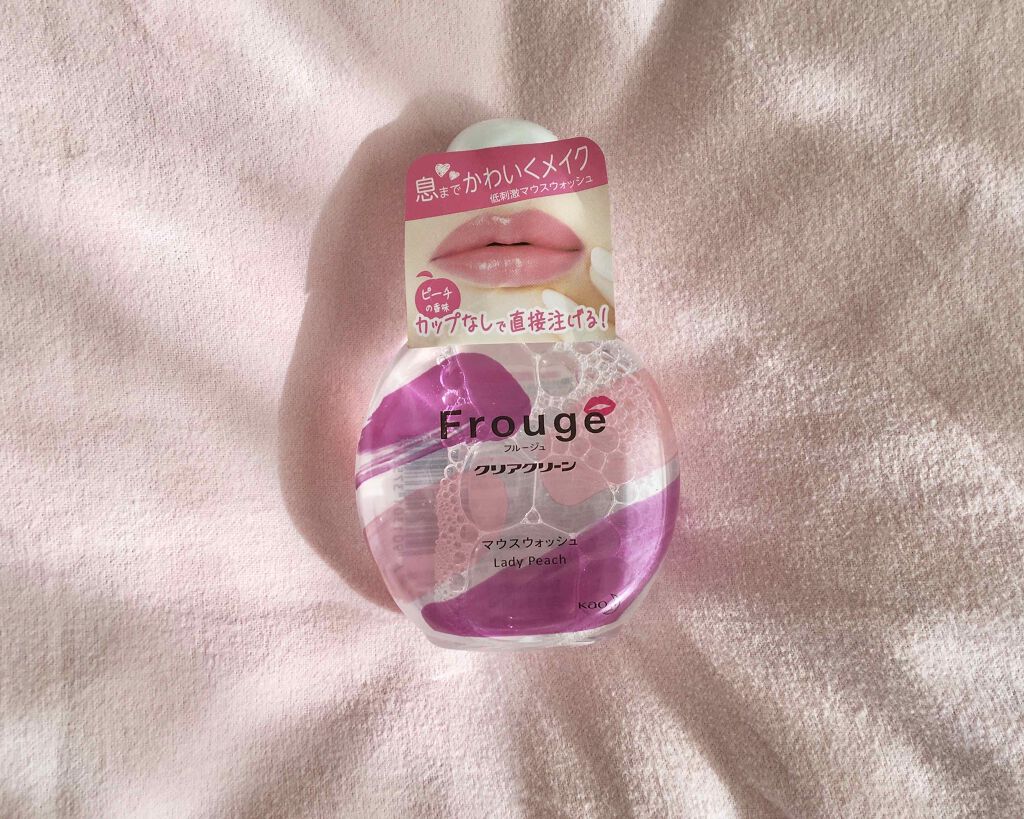 息までかわいくメイク
低刺激マウスウォッシュ
ピーチ
の香味
カップなしで直接注げる!
Frouge
フルージュ
クリアクリーン
マウスウォッシュ
Lady Peach
Kao